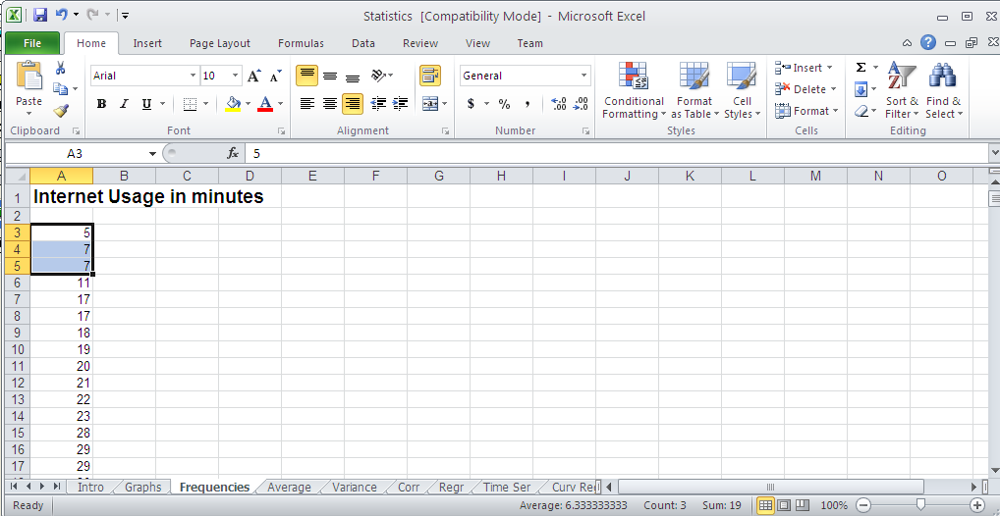 Statistics [Compatibility Mode] - Microsoft Excel
File Home Insert Page Layout Formulas Data Review View Team
Paste
Clipboard
Arial 10 A A
B I U A
Font
Alignment
General
$ % ,
Number
Conditional Formatting
Format as Table
Cell Styles
Styles
Insert
Delete
Format
Cells
Σ
Sort & Filter
Find & Select
Editing
A3 fx 5
A B C D E F G H I J K L M N O
1 Internet Usage in minutes
2
3 5
4 7
5 7
6 11
7 17
8 17
9 18
10 19
11 20
12 21
13 22
14 23
15 28
16 29
17 29
Intro Graphs Frequencies Average Variance Corr Regr Time Ser Curv Re
Ready Average: 6.333333333 Count: 3 Sum: 19 100%